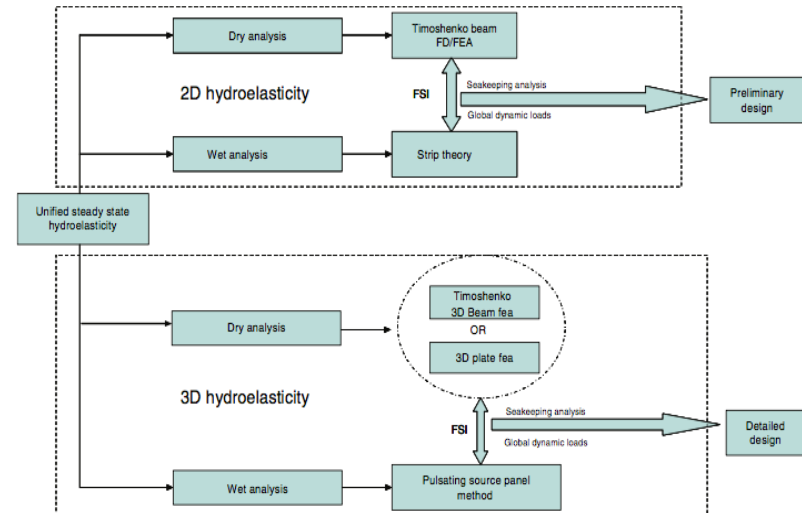 Dry analysis
Timoshenko beam
FD/FEA
2D hydroelasticity
FSI
Seakeeping analysis
Global dynamic loads
Preliminary
design
Wet analysis
Strip theory
Unified steady state
hydroelasticity
Timoshenko
3D Beam fea
OR
3D plate fea
Dry analysis
3D hydroelasticity
FSI
Seakeeping analysis
Global dynamic loads
Detailed
design
Wet analysis
Pulsating source panel
method